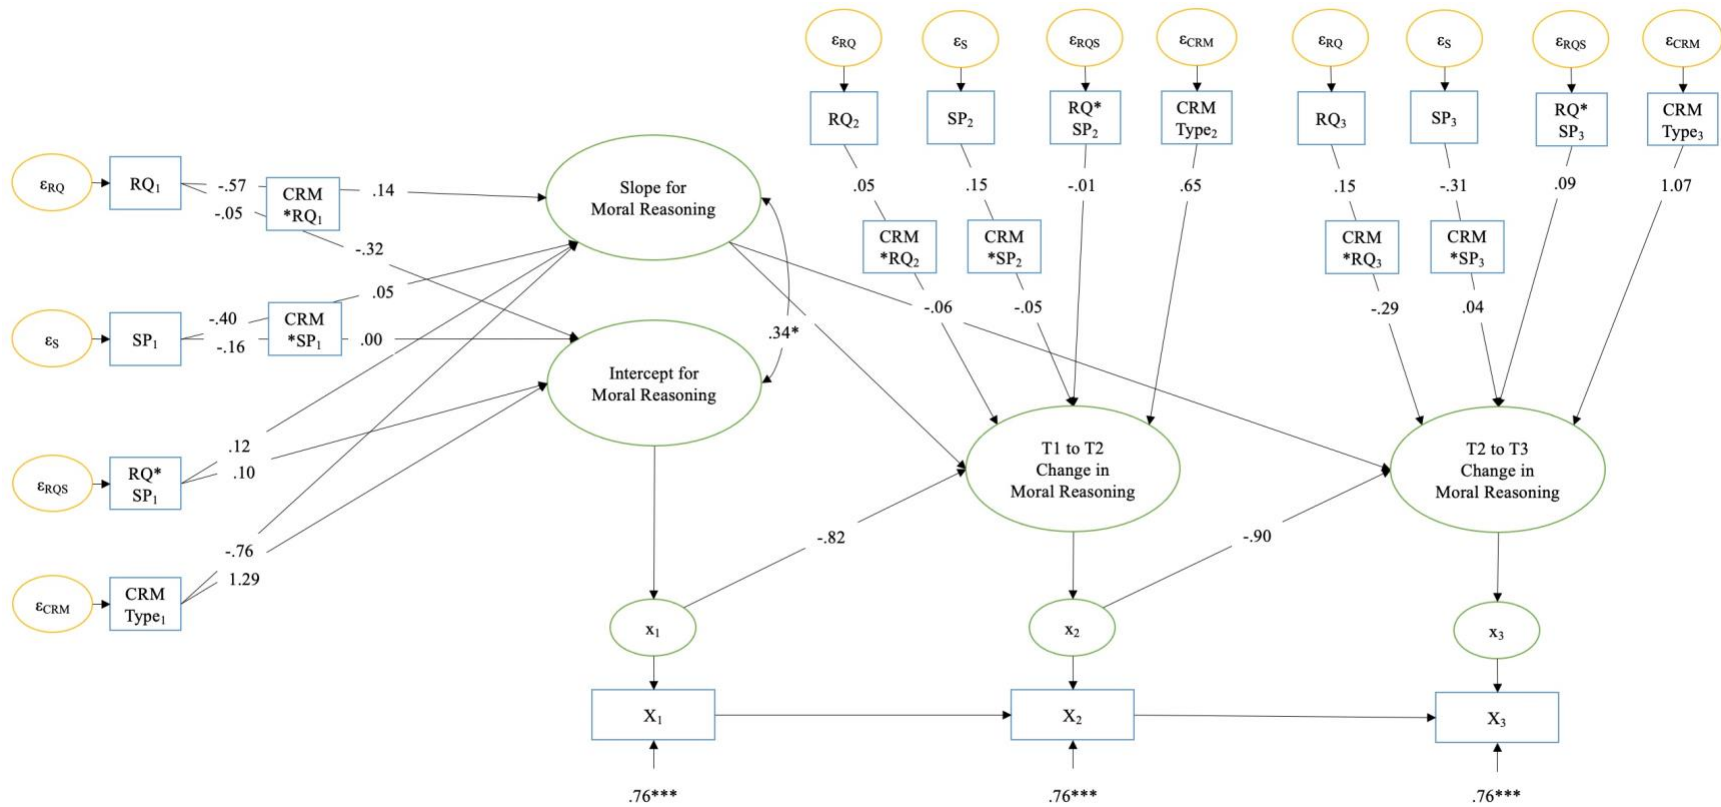 εRQ
εS
εRQS
εCRM
εRQ
εS
εRQS
εCRM
RQ2
SP2
RQ*
SP2
CRM
Type2
RQ3
SP3
RQ*
SP3
CRM
Type3
εRQ
RQ1
-.57
-.05
CRM
*RQ1
.14
-.32
Slope for
Moral Reasoning
.05
.15
-.01
.65
.15
-.31
.09
1.07
CRM
*RQ2
CRM
*SP2
CRM
*RQ3
CRM
*SP3
-.06
-.05
-.29
.04
εS
SP1
-.40
-.16
CRM
*SP1
.05
.00
.34*
Intercept for
Moral Reasoning
εRQS
RQ*
SP1
.12
.10
T1 to T2
Change in
Moral Reasoning
T2 to T3
Change in
Moral Reasoning
εCRM
CRM
Type1
-.76
1.29
-.82
-.90
x1
x2
x3
X1
X2
X3
.76***
.76***
.76***